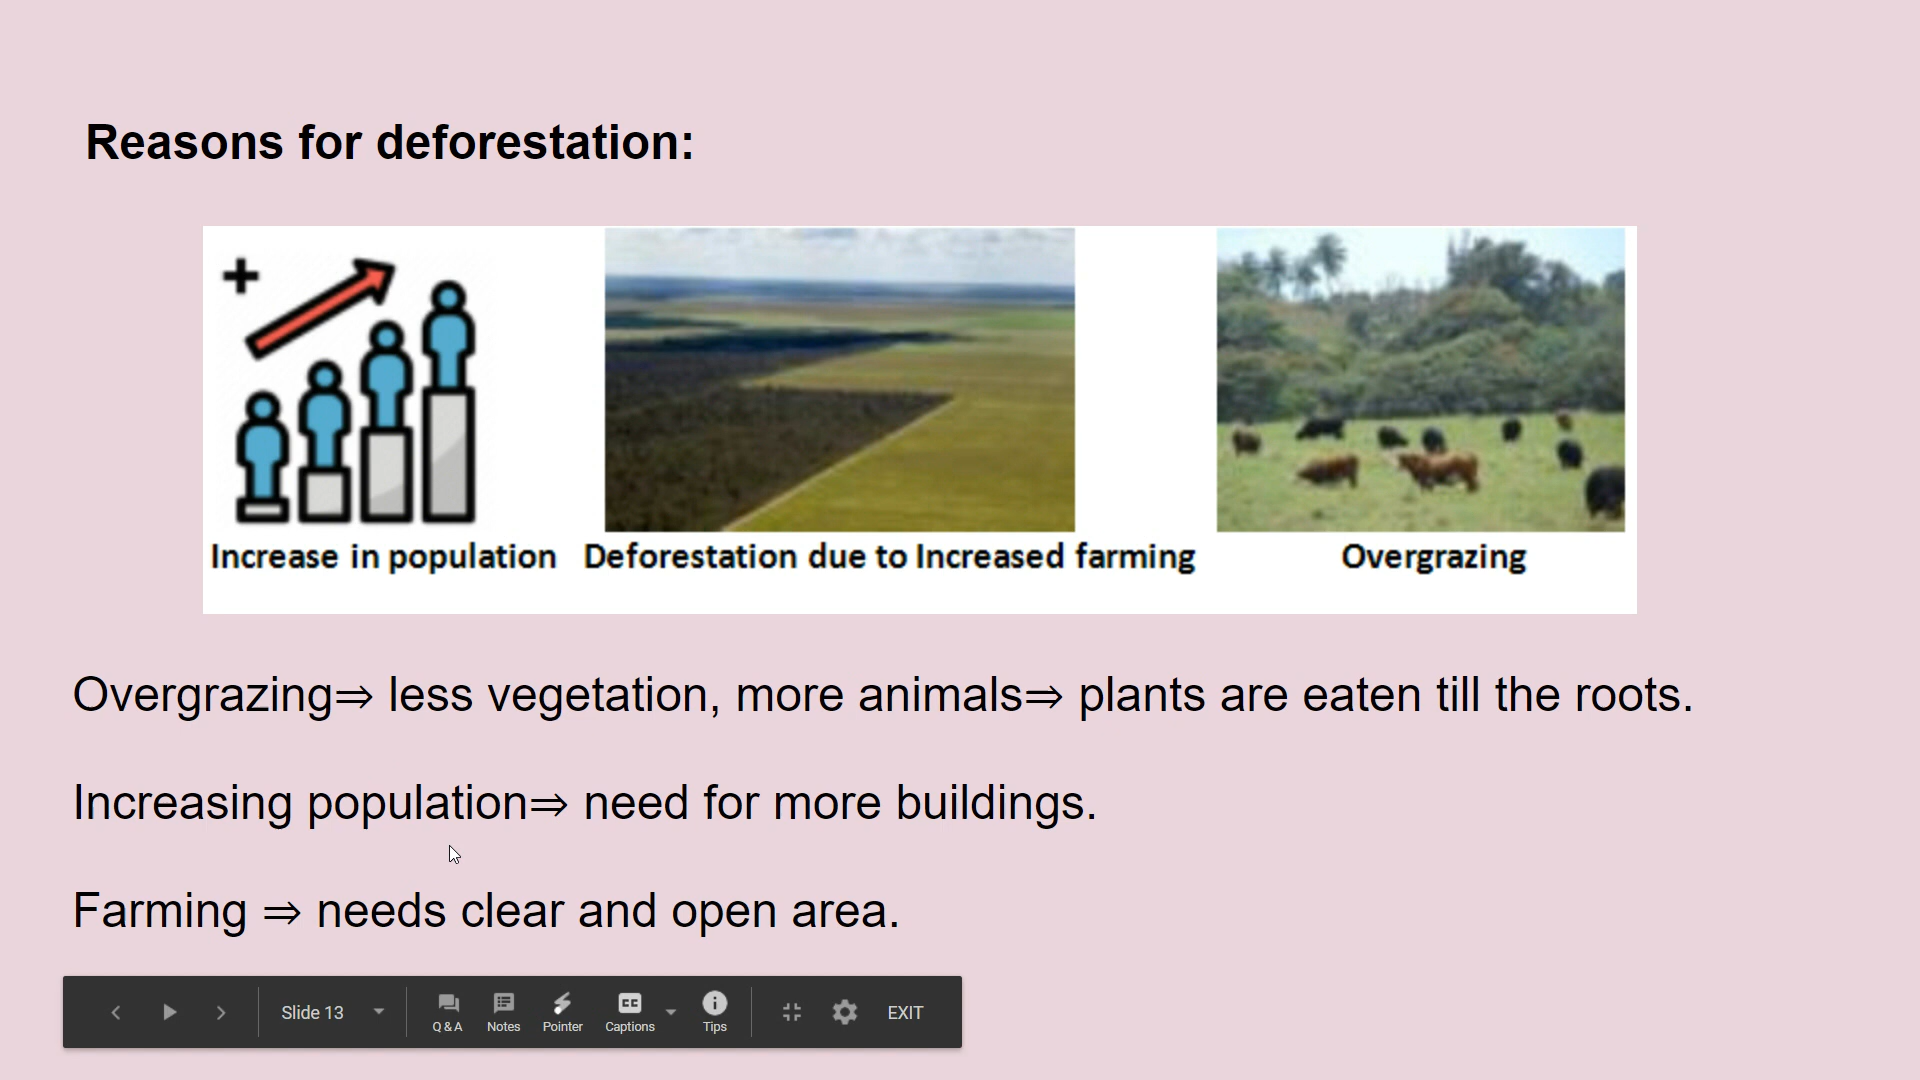 Reasons for deforestation:
+
Increase in population
Deforestation due to Increased farming
Overgrazing
Overgrazing⇒ less vegetation, more animals⇒ plants are eaten till the roots.
Increasing population⇒ need for more buildings.
Farming ⇒ needs clear and open area.
Slide 13
Q & A
Notes
Pointer
CC
Captions
Tips
EXIT